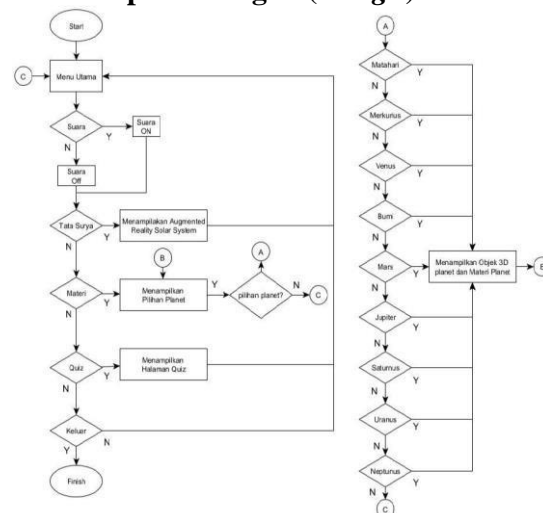 Start
C
Menu Utama
Suara
Y
Suara
ON
N
Suara
Off
Tata Surya
Y
Menampilakan Augmented
Reality Solar System
N
B
A
Materi
Y
Menampilkan
Pilihan Planet
Y
pilihan planet?
N
C
N
Quiz
Y
Menampilkan
Halaman Quiz
N
Keluar
N
Y
Finish
A
Matahari
Y
N
Merkurus
Y
N
Venus
Y
N
Bumi
Y
N
Mars
Y
Menampilkan Objek 3D
planet dan Materi Planet
B
N
Jupiter
Y
N
Saturnus
Y
N
Uranus
Y
N
Neptunus
Y
N
C